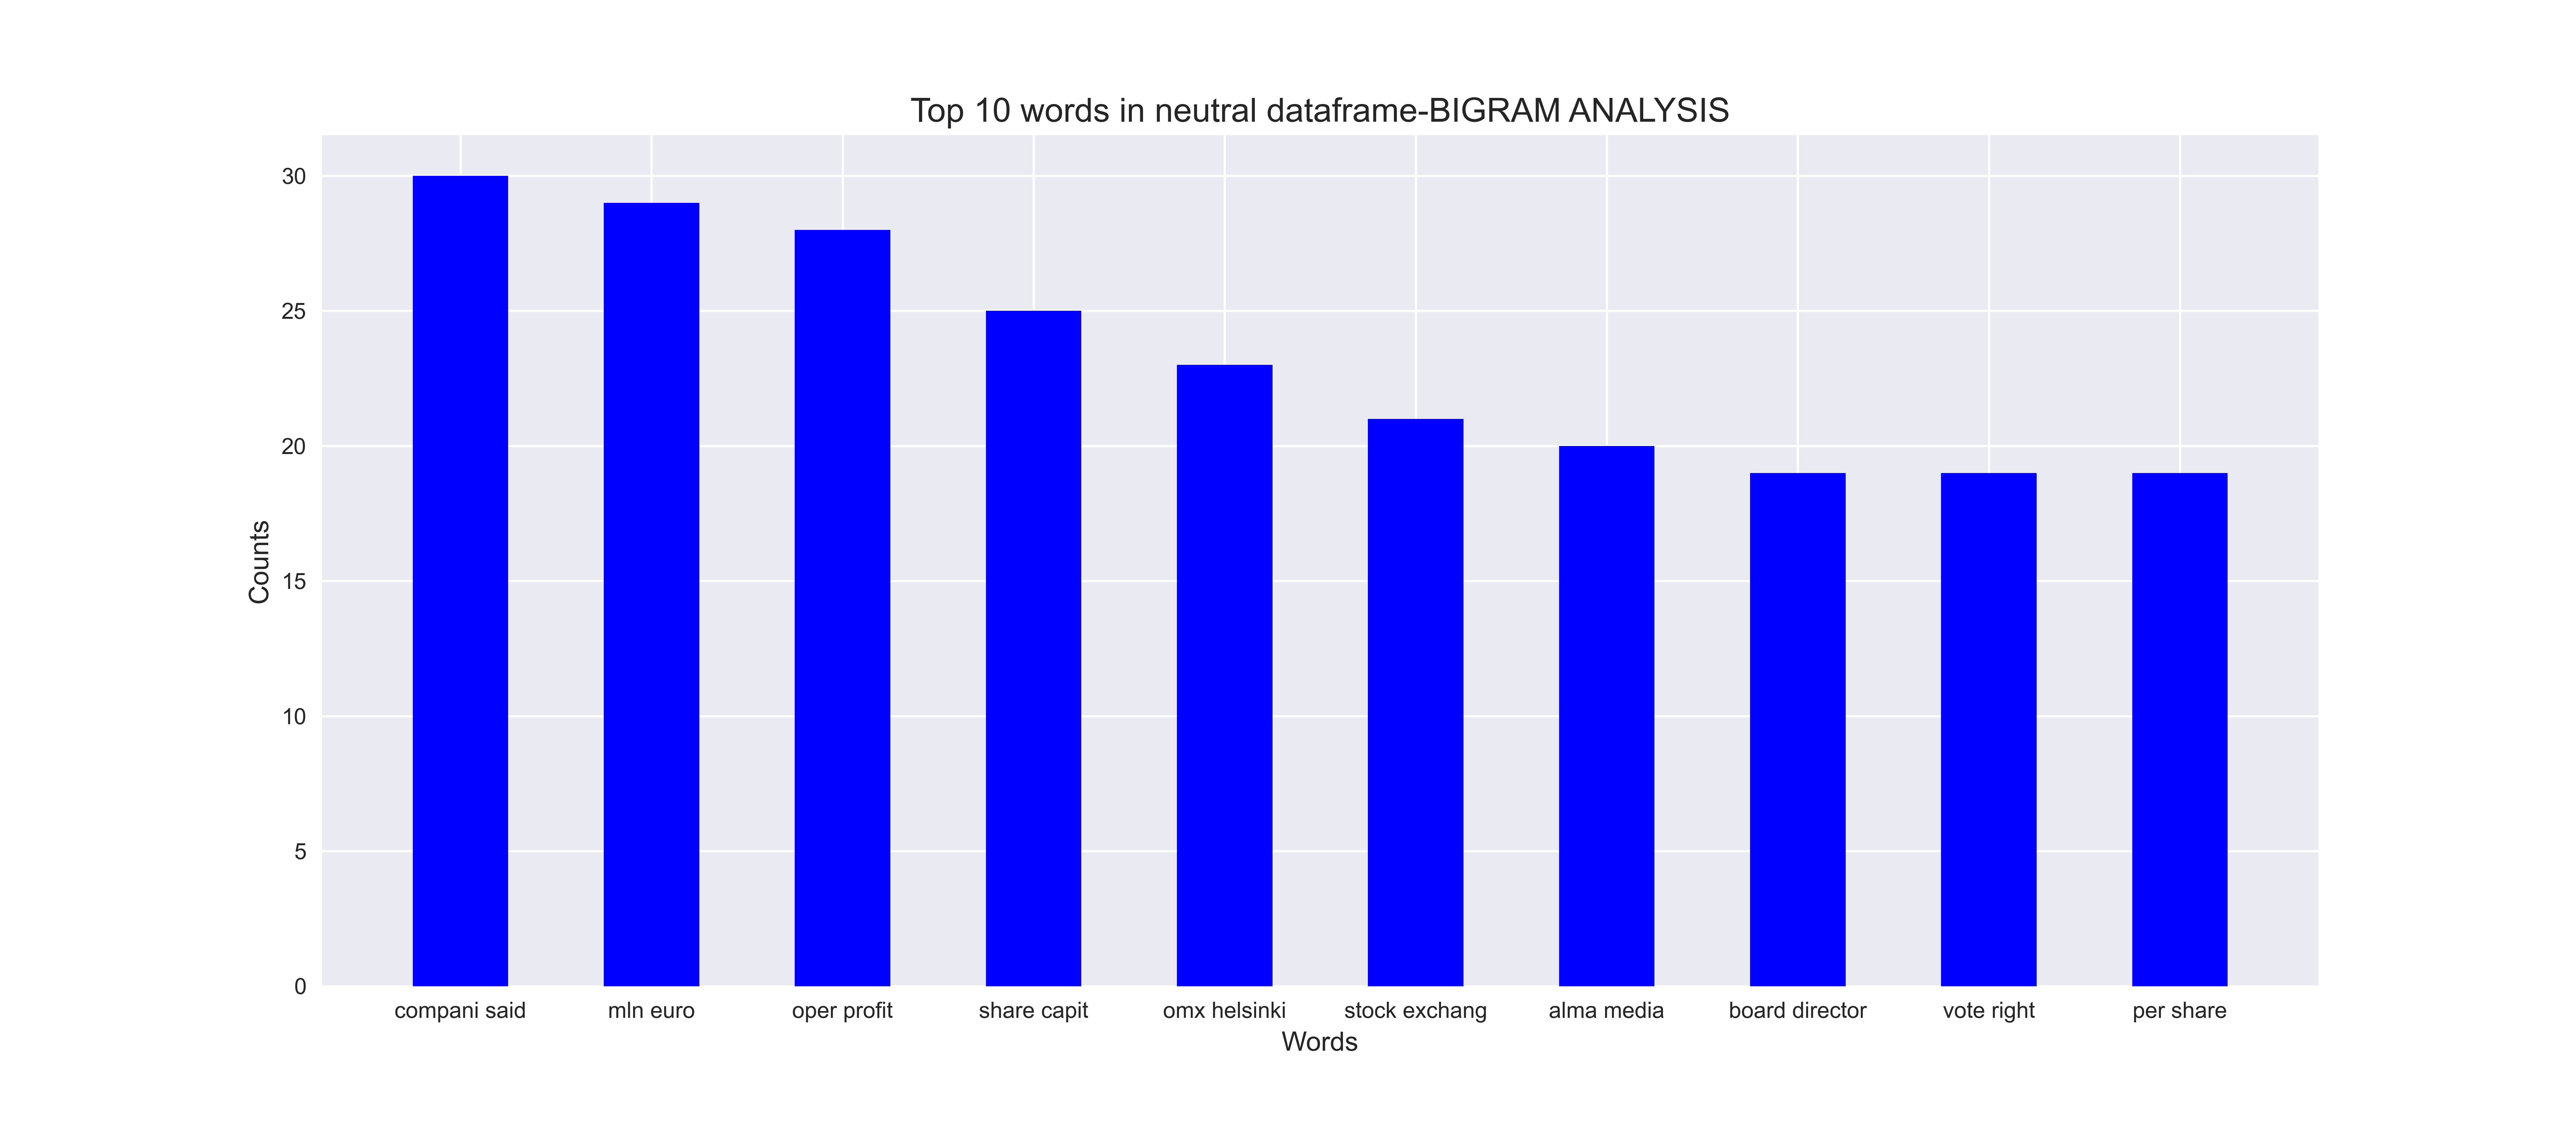 Top 10 words in neutral dataframe-BIGRAM ANALYSIS
30
25
20
15
10
5
0
Counts
compani said mln euro oper profit share capit omx helsinki stock exchang alma media board director vote right per share
Words